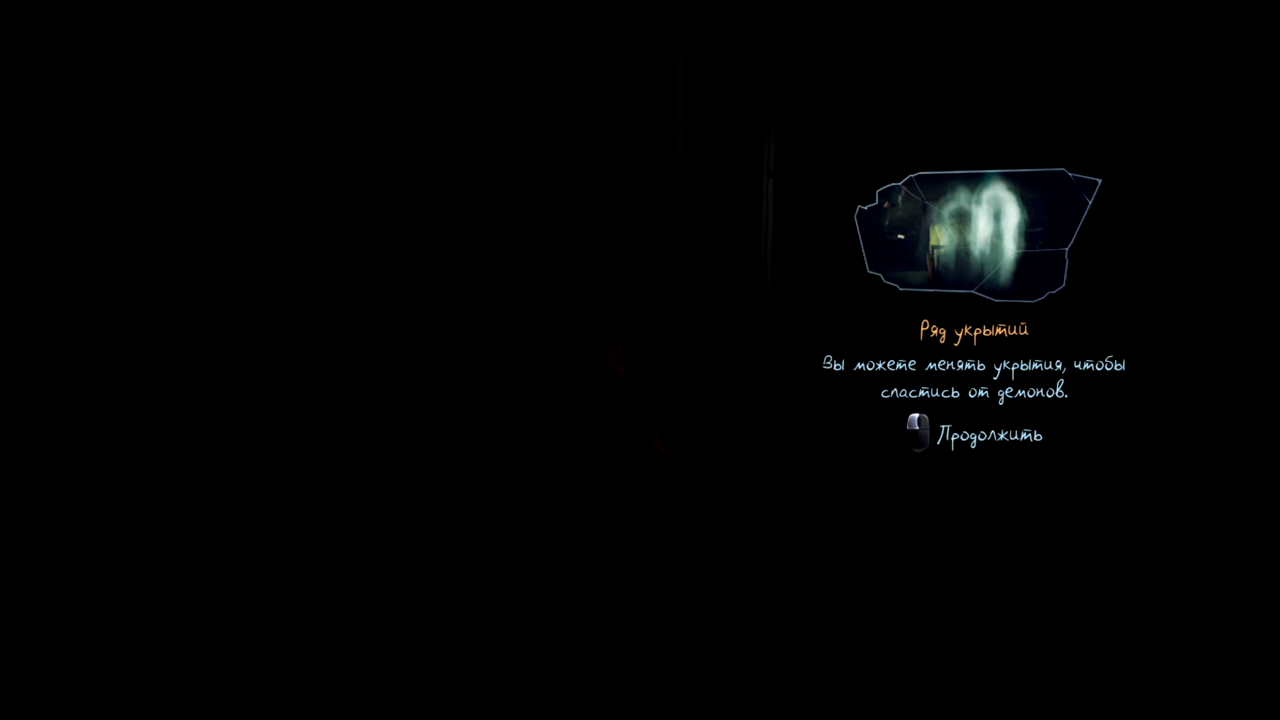 Ряд укрытий
Вы можете менять укрытия, чтобы
спастись от демонов.
Продолжить